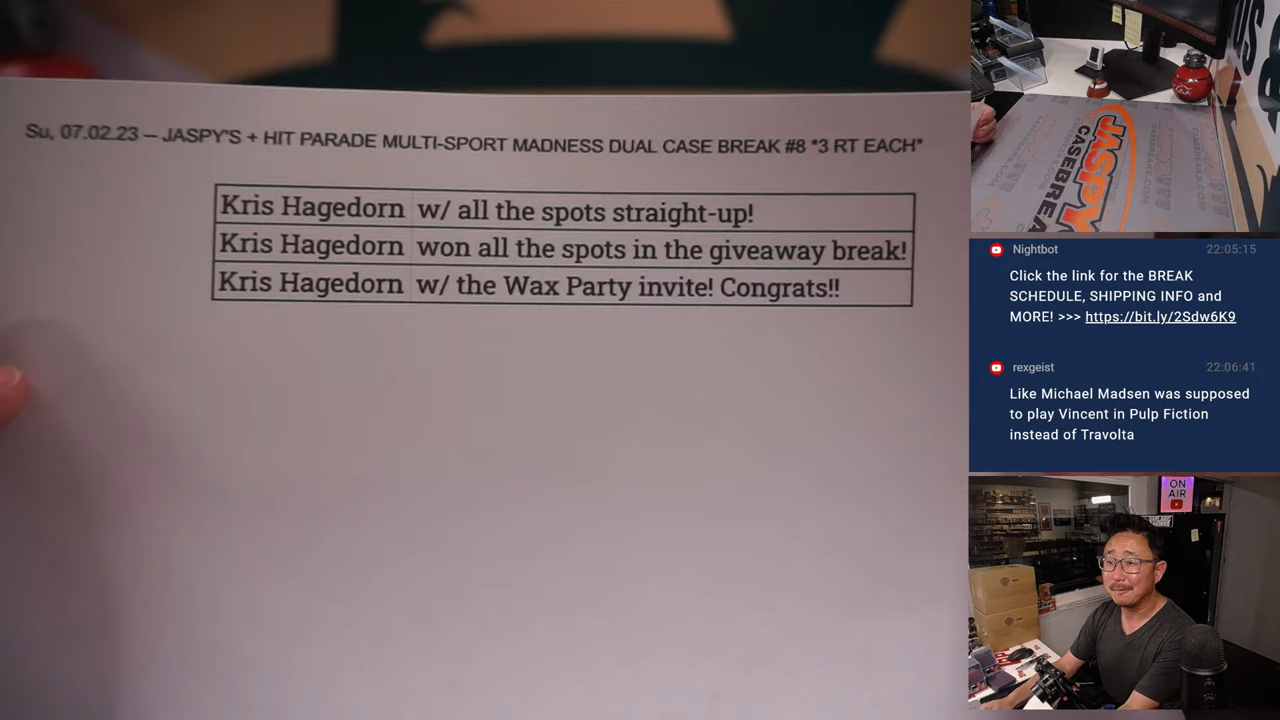 Su, 07.02.23 – JASPY'S + HIT PARADE MULTI-SPORT MADNESS DUAL CASE BREAK #8 *3 RT EACH*
Kris Hagedorn w/ all the spots straight-up!
Kris Hagedorn won all the spots in the giveaway break!
Kris Hagedorn w/ the Wax Party invite! Congrats!!
JASPY'S
CASEBREAKS
Nightbot 22:05:15
Click the link for the BREAK
SCHEDULE, SHIPPING INFO and
MORE! >>> https://bit.ly/2Sdw6K9
rexgeist 22:06:41
Like Michael Madsen was supposed
to play Vincent in Pulp Fiction
instead of Travolta
ON
AIR